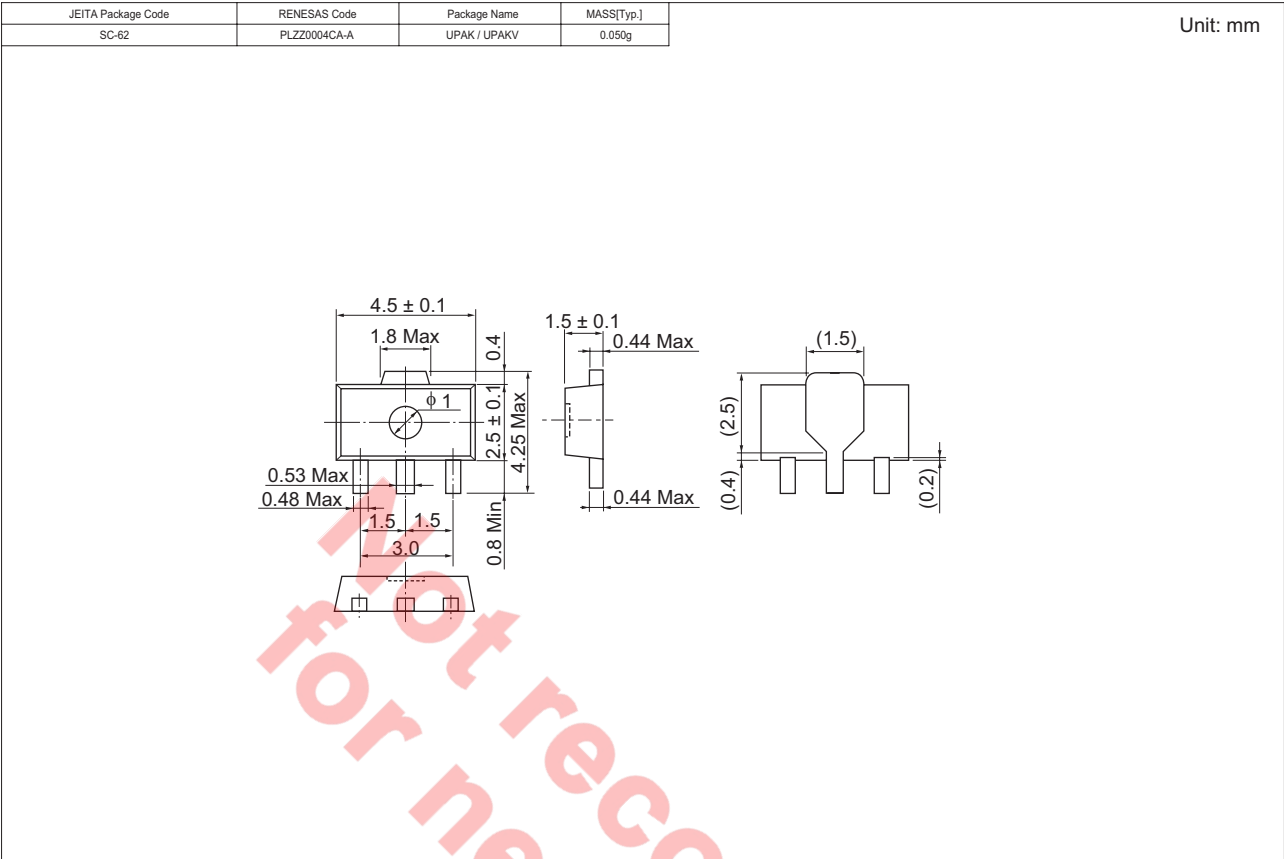 JEITA Package Code RENESAS Code Package Name MASS[Typ.]
SC-62 PLZZ0004CA-A UPAK / UPAKV 0.050g
Unit: mm
4.5 ± 0.1
1.8 Max
0.4
φ 1
2.5 ± 0.1
4.25 Max
0.53 Max
0.48 Max
1.5 1.5
3.0
0.8 Min
1.5 ± 0.1
0.44 Max
0.44 Max
(1.5)
(2.5)
(0.4)
(0.2)
Not
for